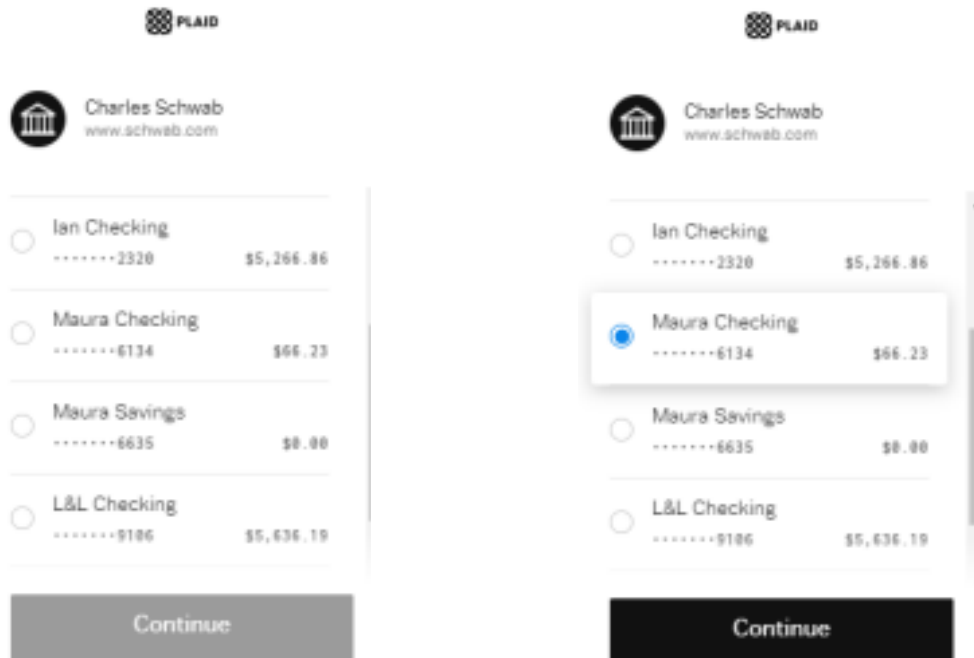 PLAID
Charles Schwab
www.schwab.com
Ian Checking
·······2320 $5,266.86
Maura Checking
·······6134 $66.23
Maura Savings
·······6635 $0.00
L&L Checking
·······9106 $5,636.19
Continue
PLAID
Charles Schwab
www.schwab.com
Ian Checking
·······2320 $5,266.86
Maura Checking
·······6134 $66.23
Maura Savings
·······6635 $0.00
L&L Checking
·······9106 $5,636.19
Continue